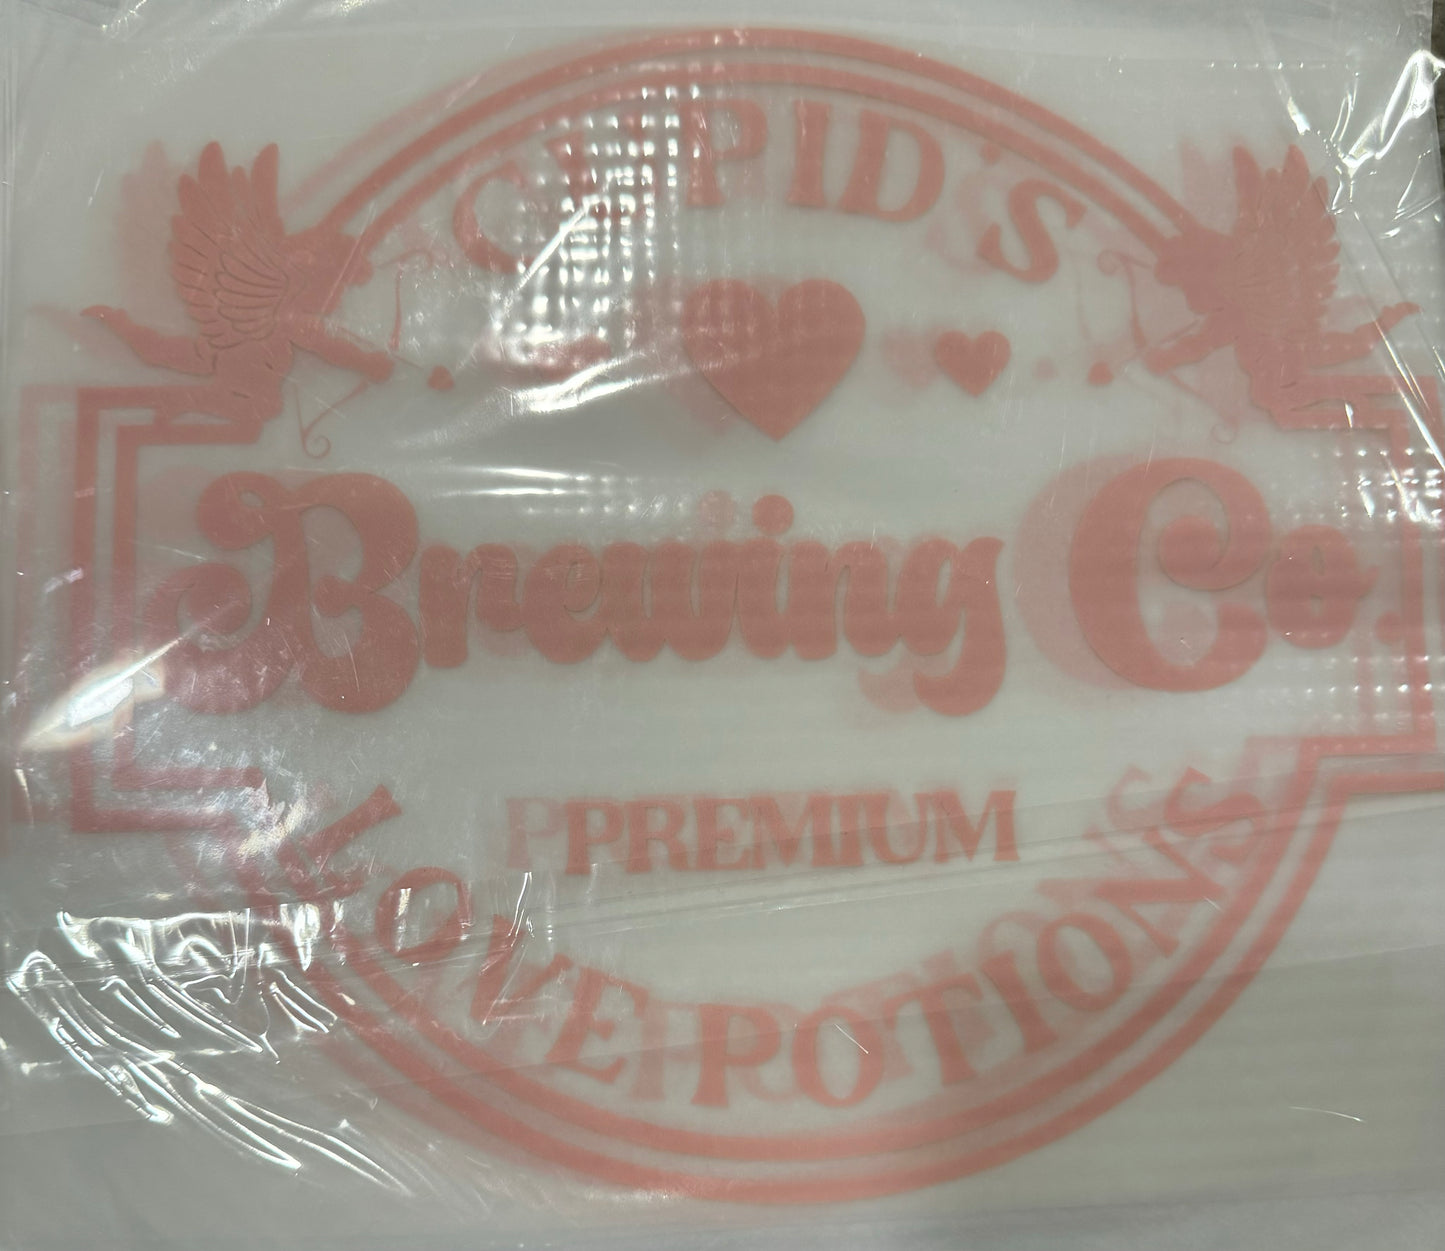 CUPID'S
Brewing Co.
PREMIUM
LOVE POTIONS